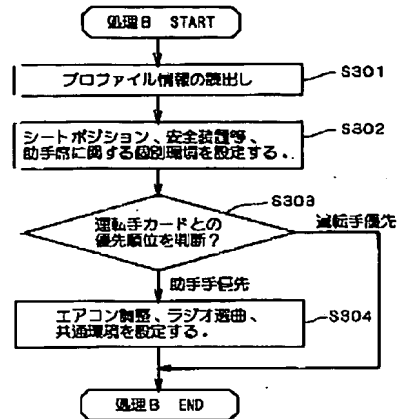 処理B START
プロファイル情報の読出し
S301
シートポジション、安全装置等、
助手席に関する個別環境を設定する.
S302
S303
運転手カードとの
優先順位を判断?
運転手優先
助手手優先
エアコン調整、ラジオ選曲、
共通環境を設定する.
S304
処理B END